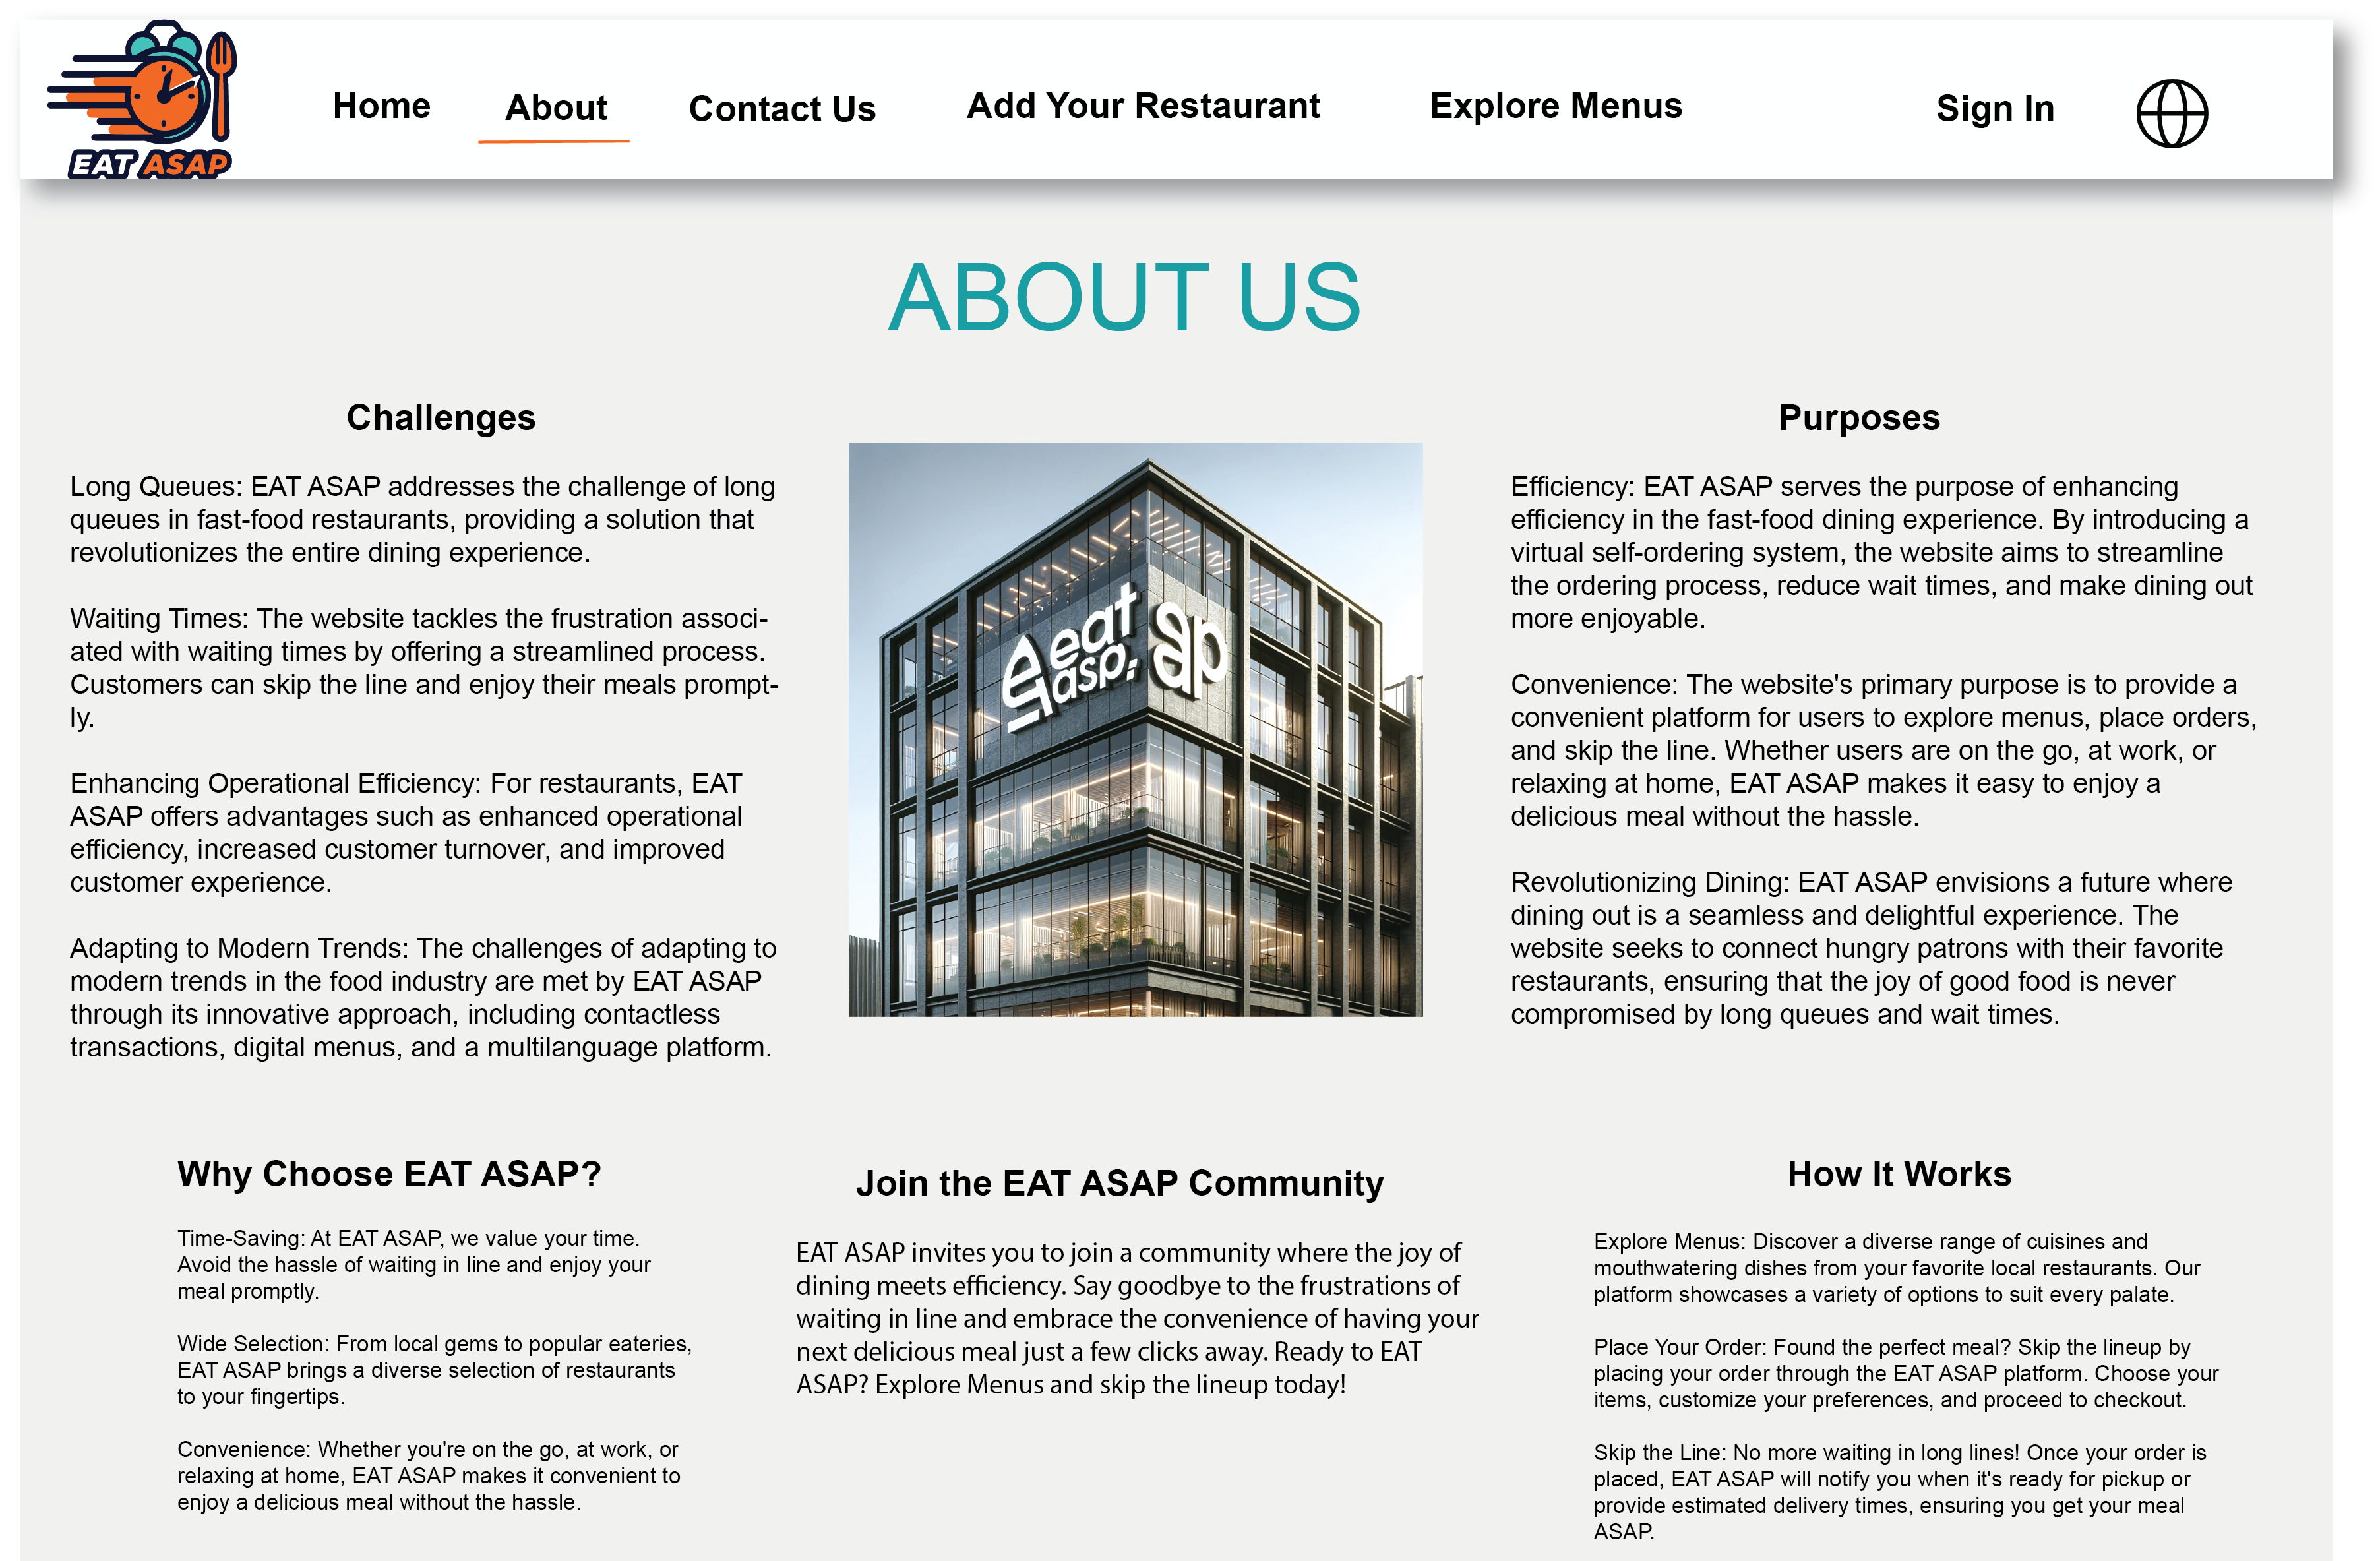 EAT ASAP
Home
About
Contact Us
Add Your Restaurant
Explore Menus
Sign In
ABOUT US
Challenges
Long Queues: EAT ASAP addresses the challenge of long
queues in fast-food restaurants, providing a solution that
revolutionizes the entire dining experience.
Waiting Times: The website tackles the frustration associ-
ated with waiting times by offering a streamlined process.
Customers can skip the line and enjoy their meals prompt-
ly.
Enhancing Operational Efficiency: For restaurants, EAT
ASAP offers advantages such as enhanced operational
efficiency, increased customer turnover, and improved
customer experience.
Adapting to Modern Trends: The challenges of adapting to
modern trends in the food industry are met by EAT ASAP
through its innovative approach, including contactless
transactions, digital menus, and a multilanguage platform.
eat
asp.
ap
Purposes
Efficiency: EAT ASAP serves the purpose of enhancing
efficiency in the fast-food dining experience. By introducing a
virtual self-ordering system, the website aims to streamline
the ordering process, reduce wait times, and make dining out
more enjoyable.
Convenience: The website's primary purpose is to provide a
convenient platform for users to explore menus, place orders,
and skip the line. Whether users are on the go, at work, or
relaxing at home, EAT ASAP makes it easy to enjoy a
delicious meal without the hassle.
Revolutionizing Dining: EAT ASAP envisions a future where
dining out is a seamless and delightful experience. The
website seeks to connect hungry patrons with their favorite
restaurants, ensuring that the joy of good food is never
compromised by long queues and wait times.
Why Choose EAT ASAP?
Time-Saving: At EAT ASAP, we value your time.
Avoid the hassle of waiting in line and enjoy your
meal promptly.
Wide Selection: From local gems to popular eateries,
EAT ASAP brings a diverse selection of restaurants
to your fingertips.
Convenience: Whether you're on the go, at work, or
relaxing at home, EAT ASAP makes it convenient to
enjoy a delicious meal without the hassle.
Join the EAT ASAP Community
EAT ASAP invites you to join a community where the joy of
dining meets efficiency. Say goodbye to the frustrations of
waiting in line and embrace the convenience of having your
next delicious meal just a few clicks away. Ready to EAT
ASAP? Explore Menus and skip the lineup today!
How It Works
Explore Menus: Discover a diverse range of cuisines and
mouthwatering dishes from your favorite local restaurants. Our
platform showcases a variety of options to suit every palate.
Place Your Order: Found the perfect meal? Skip the lineup by
placing your order through the EAT ASAP platform. Choose your
items, customize your preferences, and proceed to checkout.
Skip the Line: No more waiting in long lines! Once your order is
placed, EAT ASAP will notify you when it's ready for pickup or
provide estimated delivery times, ensuring you get your meal
ASAP.